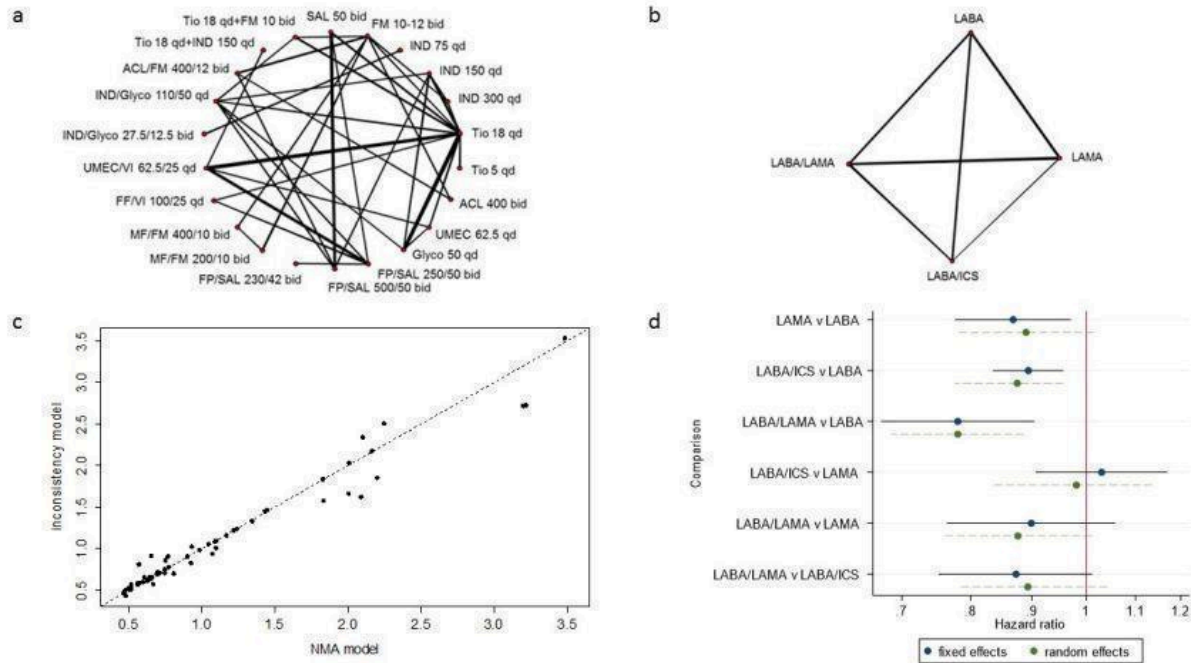 a
Tio 18 qd+FM 10 bid
SAL 50 bid
FM 10-12 bid
Tio 18 qd+IND 150 qd
IND 75 qd
ACL/FM 400/12 bid
IND 150 qd
IND/Glyco 110/50 qd
IND 300 qd
Tio 18 qd
IND/Glyco 27.5/12.5 bid
UMEC/VI 62.5/25 qd
Tio 5 qd
FF/VI 100/25 qd
ACL 400 bid
MF/FM 400/10 bid
UMEC 62.5 qd
MF/FM 200/10 bid
Glyco 50 qd
FP/SAL 230/42 bid
FP/SAL 250/50 bid
FP/SAL 500/50 bid
b
LABA
LABA/LAMA
LAMA
LABA/ICS
c
inconsistency model
3.5
3.0
2.5
2.0
1.5
1.0
0.5
0.5 1.0 1.5 2.0 2.5 3.0 3.5
NMA model
d
Comparison
LAMA v LABA
LABA/ICS v LABA
LABA/LAMA v LABA
LABA/ICS v LAMA
LABA/LAMA v LAMA
LABA/LAMA v LABA/ICS
.7 .8 .9 1 1.1 1.2
Hazard ratio
fixed effects random effects